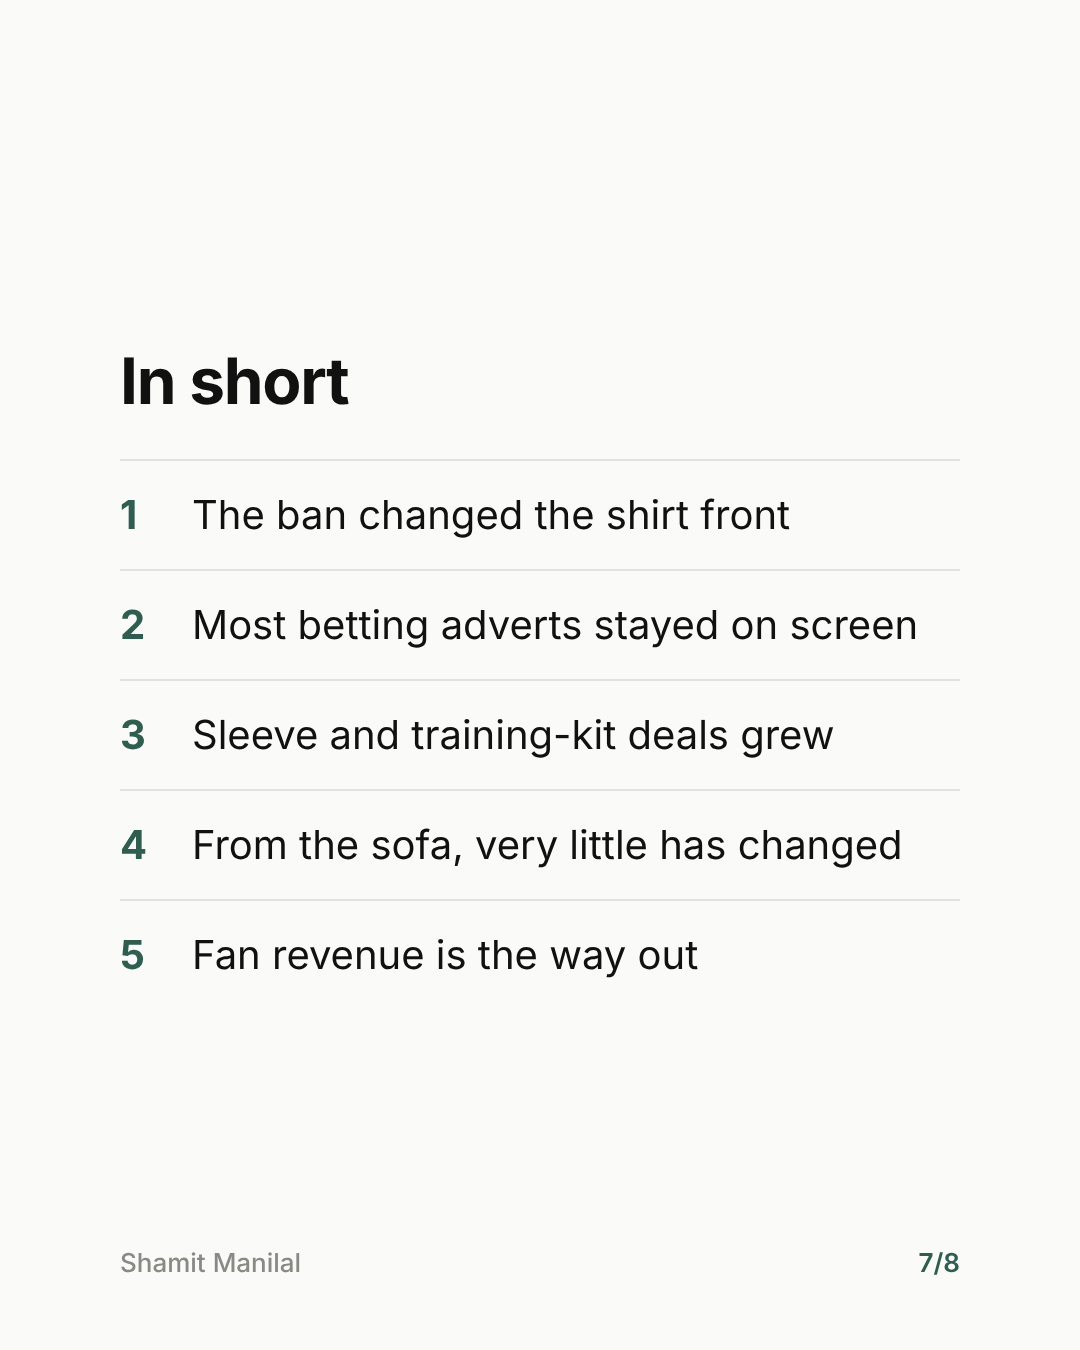 In short
1 The ban changed the shirt front
2 Most betting adverts stayed on screen
3 Sleeve and training-kit deals grew
4 From the sofa, very little has changed
5 Fan revenue is the way out
Shamit Manilal 7/8